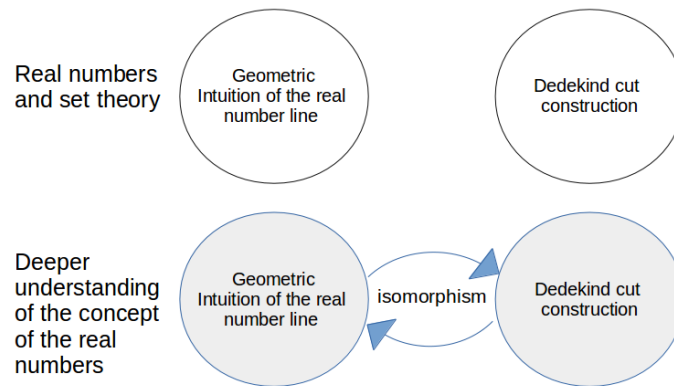 Real numbers
and set theory
Geometric
Intuition of the real
number line
Dedekind cut
construction
Deeper
understanding
of the concept
of the real
numbers
Geometric
Intuition of the real
number line
isomorphism
Dedekind cut
construction